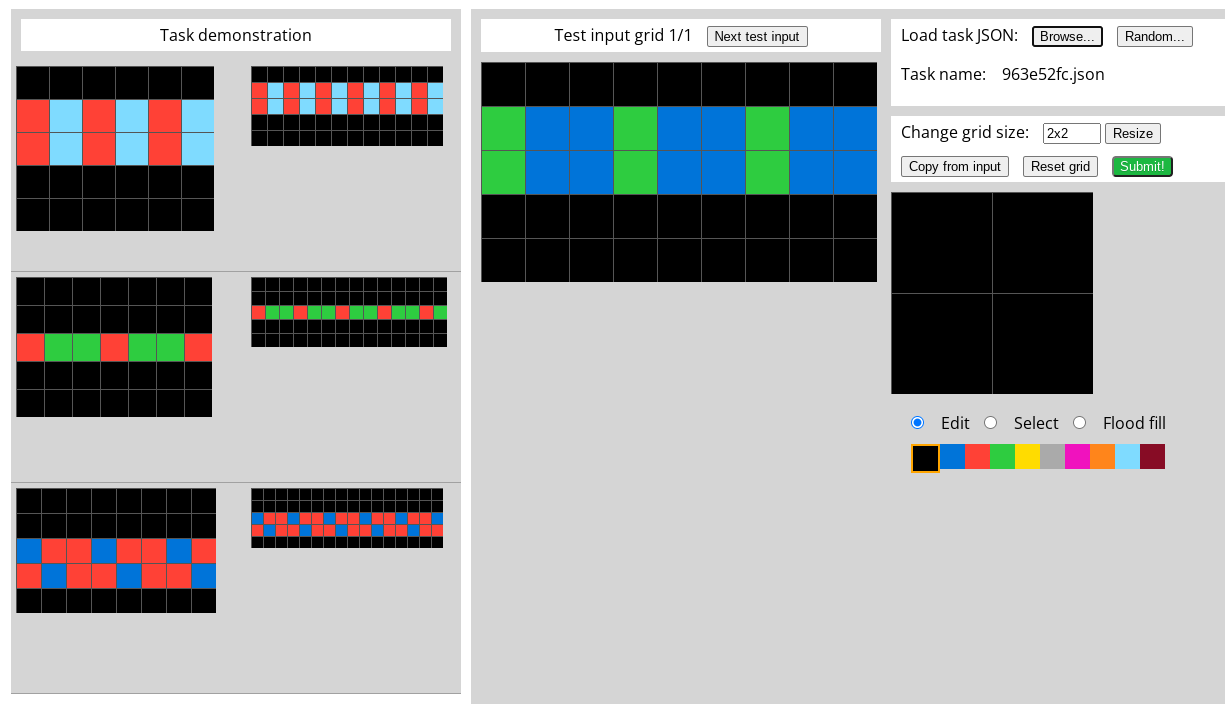 Task demonstration
Test input grid 1/1 Next test input
Load task JSON: Browse... Random...
Task name: 963e52fc.json
Change grid size: 2x2 Resize
Copy from input Reset grid Submit!
Edit Select Flood fill